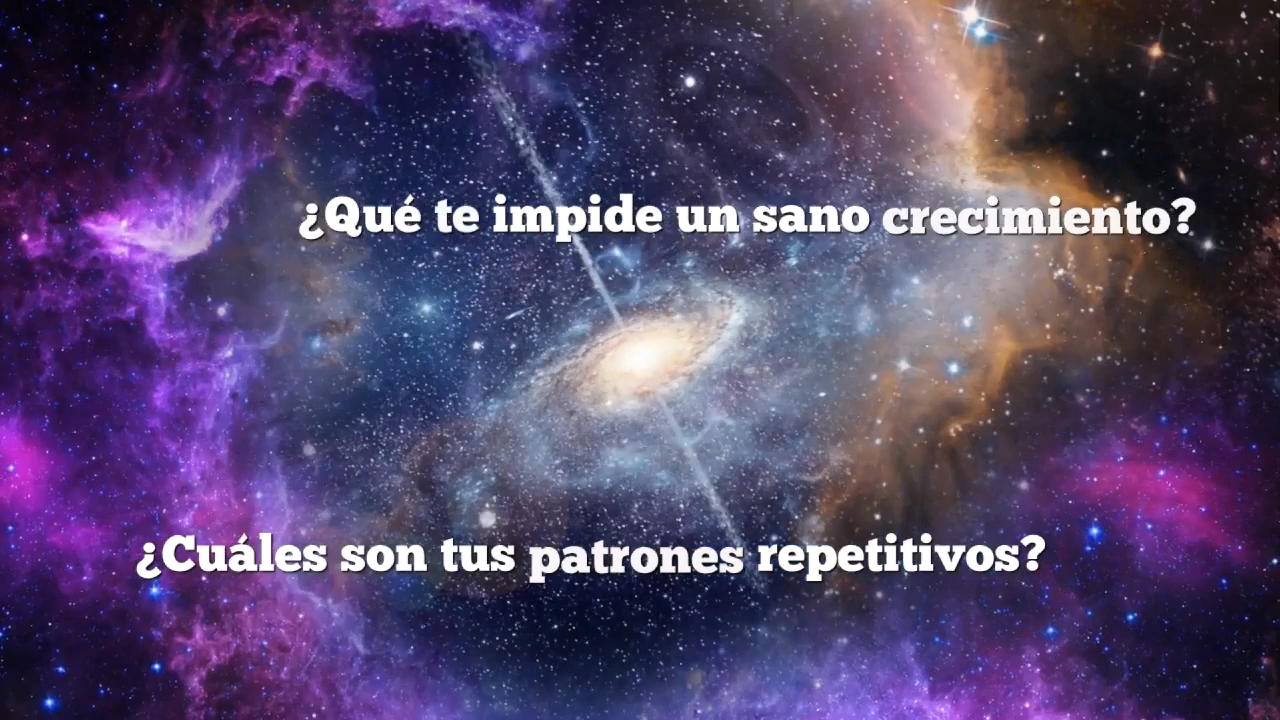 ¿Qué te impide un sano crecimiento?
¿Cuáles son tus patrones repetitivos?